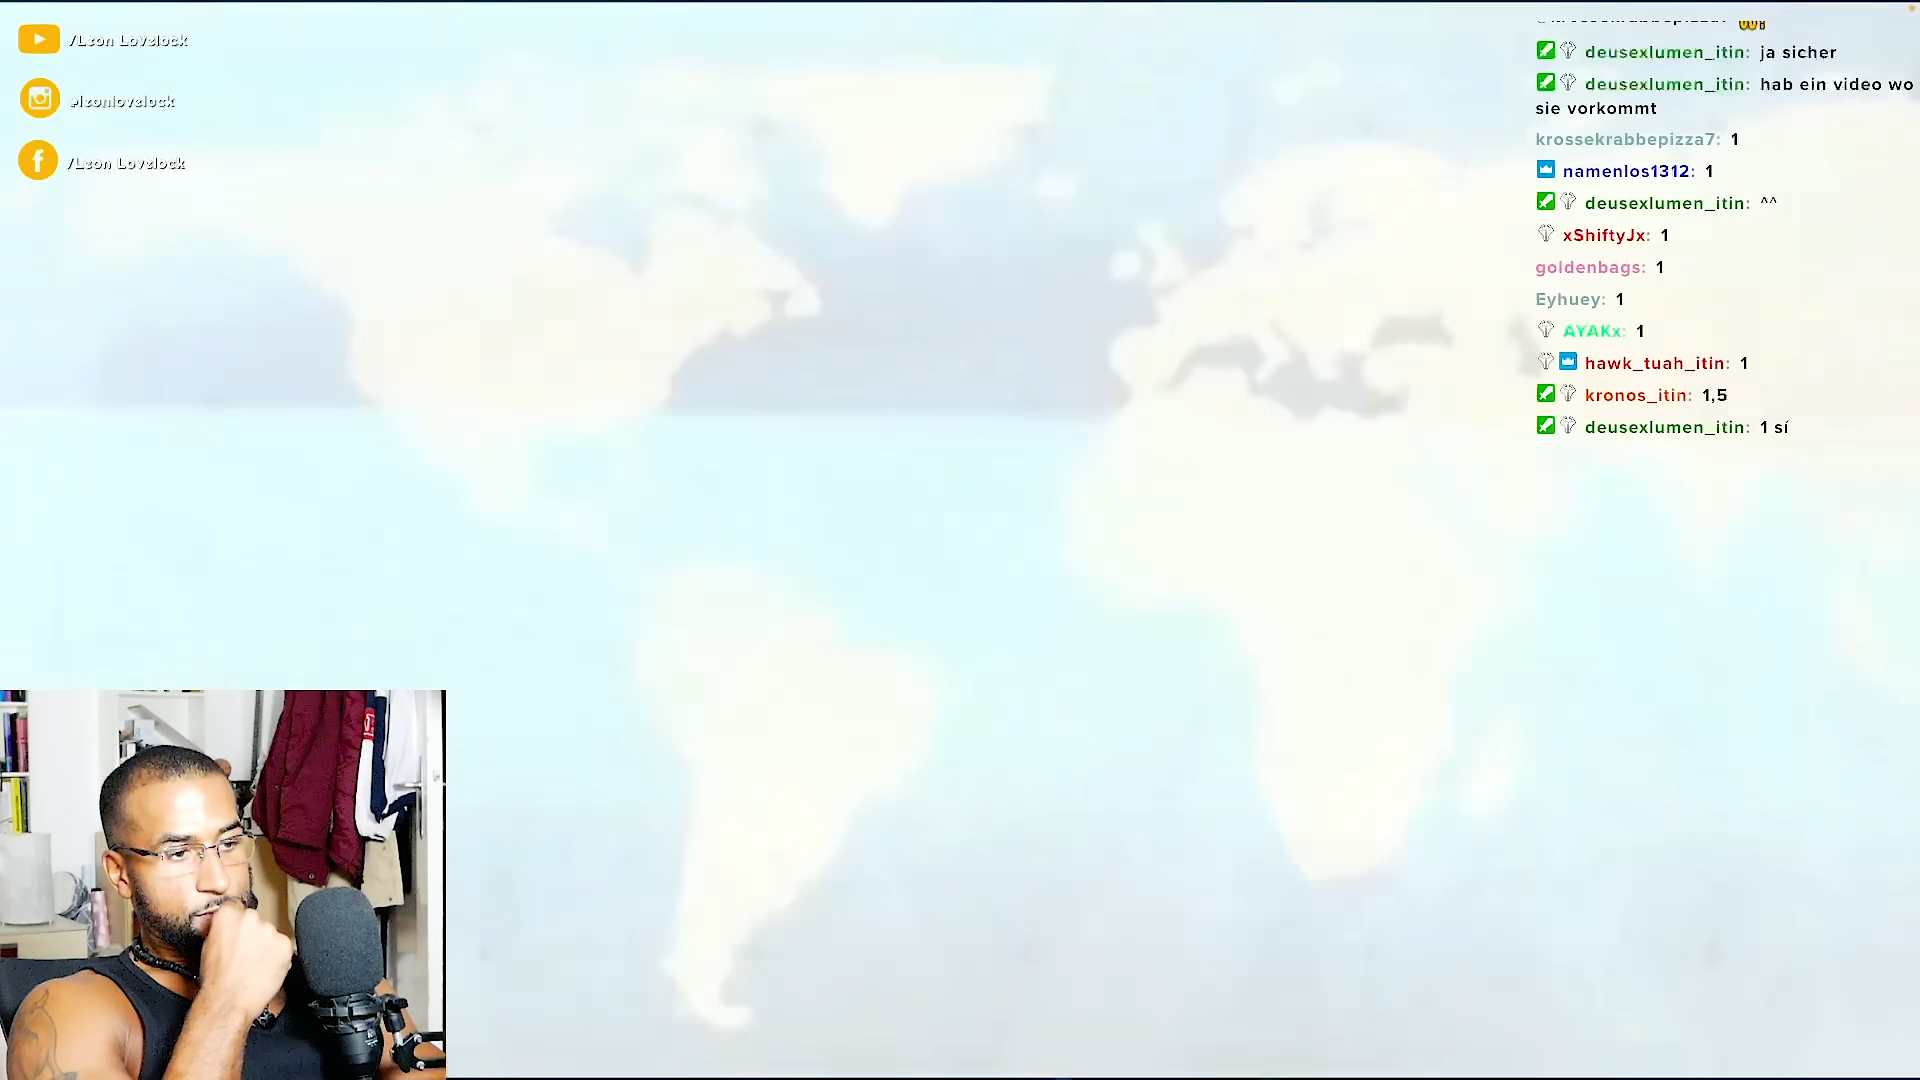 /Leon Lovelock
@leonlovelock
/Leon Lovelock
deusexlumen_itin: ja sicher
deusexlumen_itin: hab ein video wo
sie vorkommt
krossekrabbepizza7: 1
namenlos1312: 1
deusexlumen_itin: ^^
xShiftyJx: 1
goldenbags: 1
Eyhuey: 1
AYAKx: 1
hawk_tuah_itin: 1
kronos_itin: 1,5
deusexlumen_itin: 1 sí